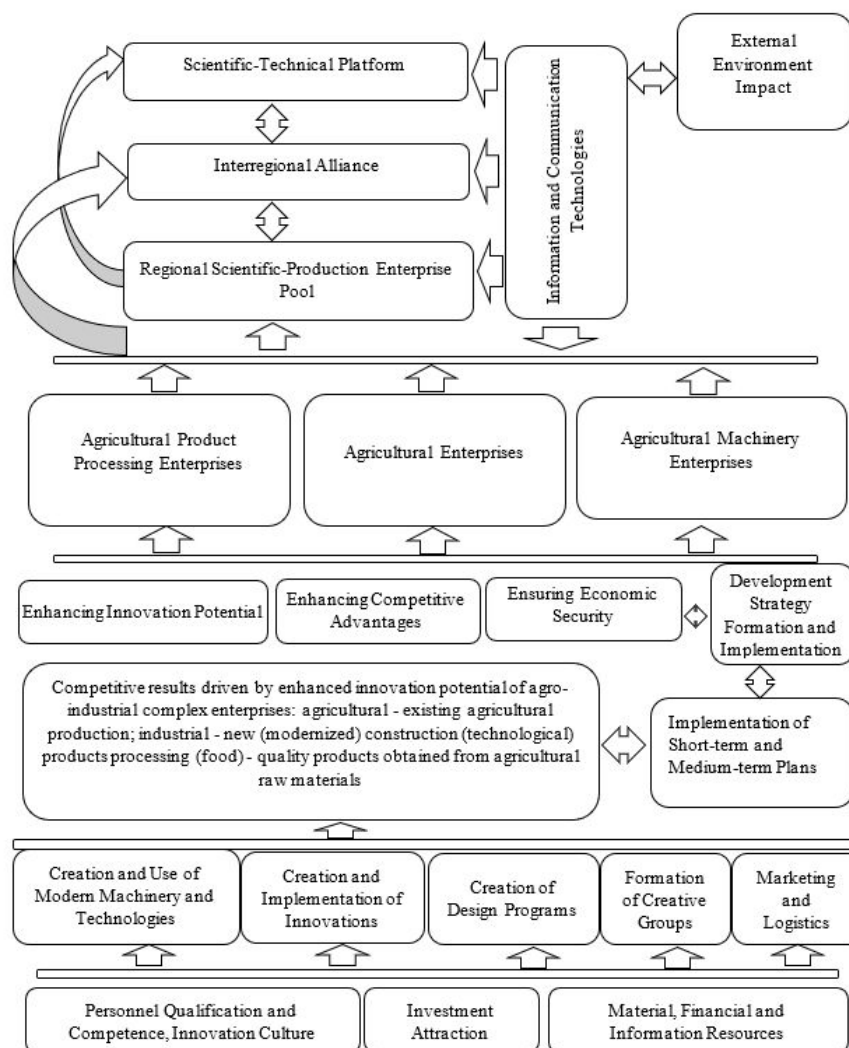 Scientific-Technical Platform
External
Environment
Impact
Information and Communication
Technologies
Interregional Alliance
Regional Scientific-Production Enterprise
Pool
Agricultural Product
Processing Enterprises
Agricultural Enterprises
Agricultural Machinery
Enterprises
Enhancing Innovation Potential
Enhancing Competitive
Advantages
Ensuring Economic
Security
Development
Strategy
Formation and
Implementation
Competitive results driven by enhanced innovation potential of agro-
industrial complex enterprises: agricultural - existing agricultural
production; industrial - new (modernized) construction (technological)
products processing (food) - quality products obtained from agricultural
raw materials
Implementation of
Short-term and
Medium-term Plans
Creation and Use of
Modern Machinery and
Technologies
Creation and
Implementation of
Innovations
Creation of
Design Programs
Formation
of Creative
Groups
Marketing
and
Logistics
Personnel Qualification and
Competence, Innovation Culture
Investment
Attraction
Material, Financial and
Information Resources